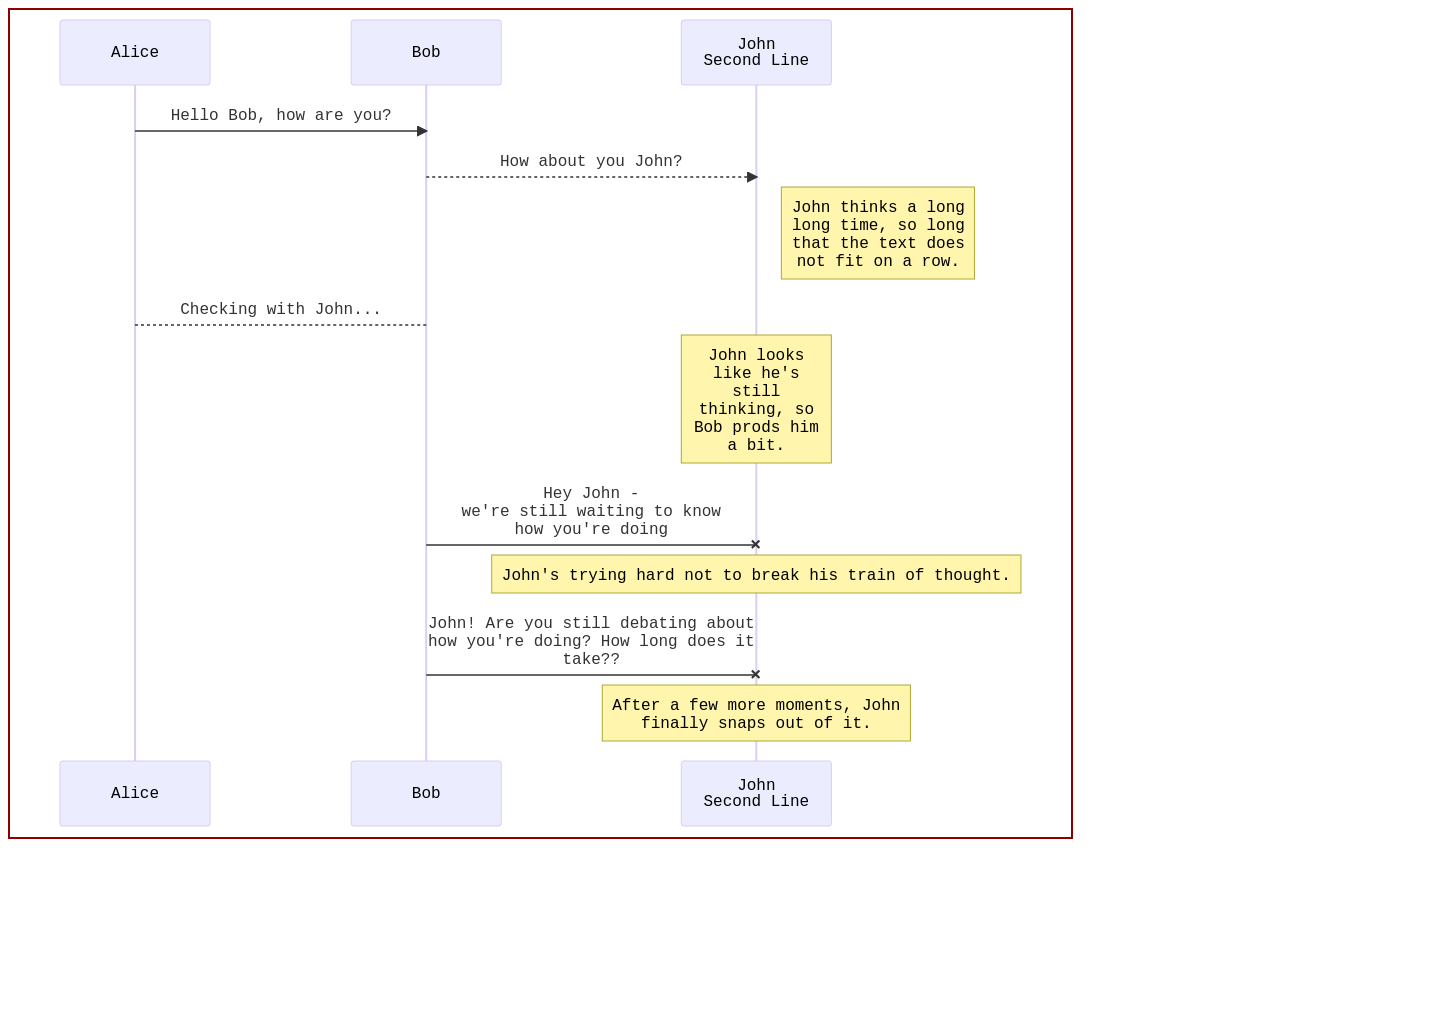 Alice
Bob
John
Second Line
Hello Bob, how are you?
How about you John?
John thinks a long
long time, so long
that the text does
not fit on a row.
Checking with John...
John looks
like he's
still
thinking, so
Bob prods him
a bit.
Hey John -
we're still waiting to know
how you're doing
John's trying hard not to break his train of thought.
John! Are you still debating about
how you're doing? How long does it
take??
After a few more moments, John
finally snaps out of it.
Alice
Bob
John
Second Line